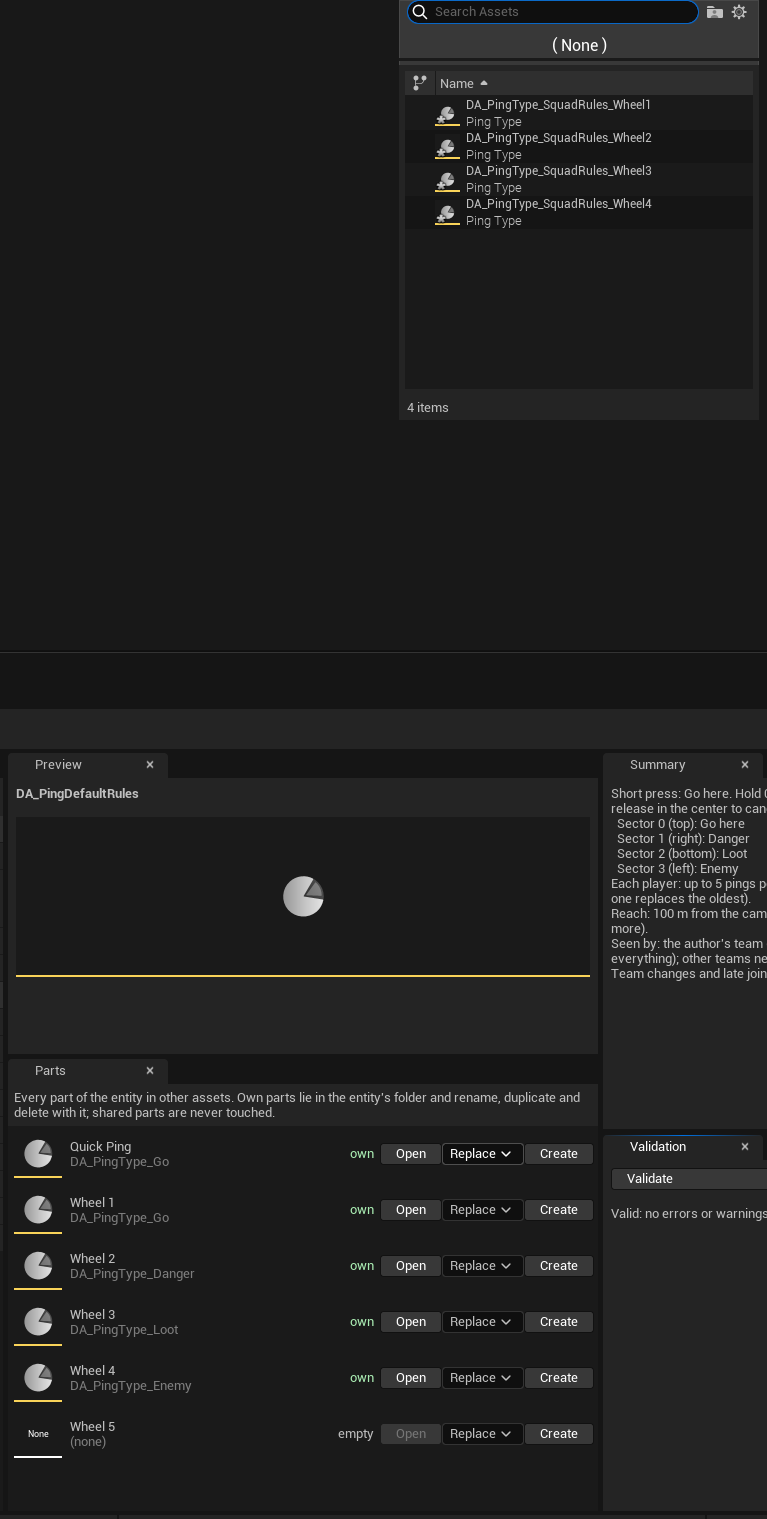 Search Assets
( None )
Name
DA_PingType_SquadRules_Wheel1
Ping Type
DA_PingType_SquadRules_Wheel2
Ping Type
DA_PingType_SquadRules_Wheel3
Ping Type
DA_PingType_SquadRules_Wheel4
Ping Type
4 items
Preview
DA_PingDefaultRules
Summary
Short press: Go here. Hold
release in the center to
Sector 0 (top): Go here
Sector 1 (right): Danger
Sector 2 (bottom): Loot
Sector 3 (left): Enemy
Each player: up to 5 pings
one replaces the oldest).
Reach: 100 m from the
more).
Seen by: the author's team
everything); other teams
Team changes and late
Parts
Every part of the entity in other assets. Own parts lie in the entity's folder and rename, duplicate and
delete with it; shared parts are never touched.
Quick Ping
DA_PingType_Go
own Open Replace Create
Wheel 1
DA_PingType_Go
own Open Replace Create
Wheel 2
DA_PingType_Danger
own Open Replace Create
Wheel 3
DA_PingType_Loot
own Open Replace Create
Wheel 4
DA_PingType_Enemy
own Open Replace Create
None
Wheel 5
(none)
empty Open Replace Create
Validation
Validate
Valid: no errors or warnings